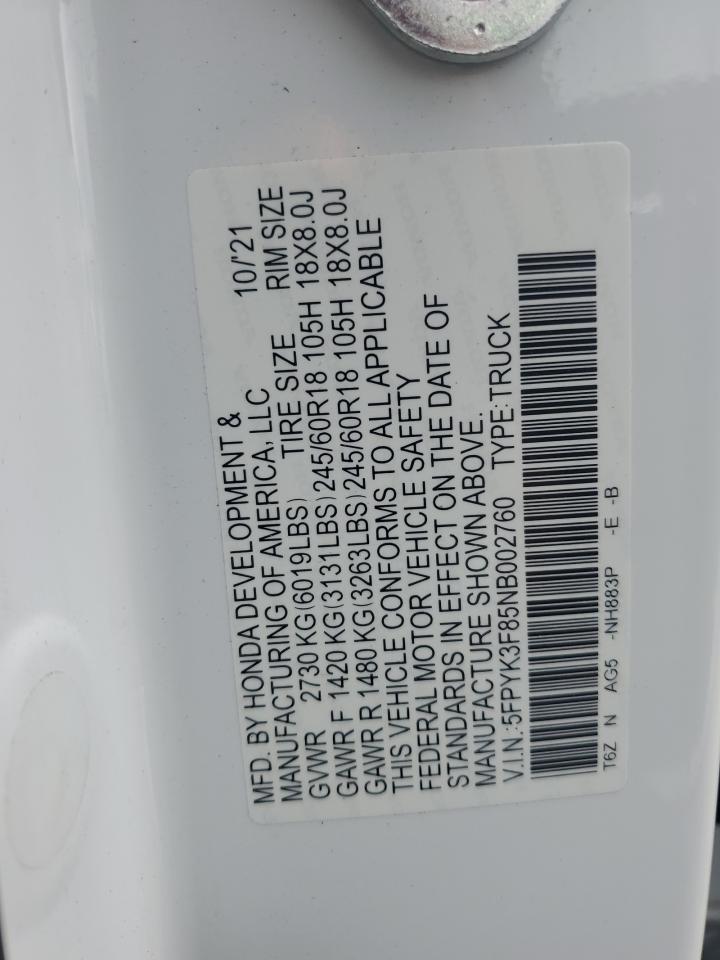 MFD. BY HONDA DEVELOPMENT & 10/'21
MANUFACTURING OF AMERICA, LLC
GVWR 2730 KG(6019LBS) TIRE SIZE RIM SIZE
GAWR F 1420 KG(3131LBS)245/60R18 105H 18X8.0J
GAWR R 1480 KG(3263LBS)245/60R18 105H 18X8.0J
THIS VEHICLE CONFORMS TO ALL APPLICABLE
FEDERAL MOTOR VEHICLE SAFETY
STANDARDS IN EFFECT ON THE DATE OF
MANUFACTURE SHOWN ABOVE.
V.I.N.:5FPYK3F85NB002760 TYPE:TRUCK
T6Z N AG5 -NH883P -E -B